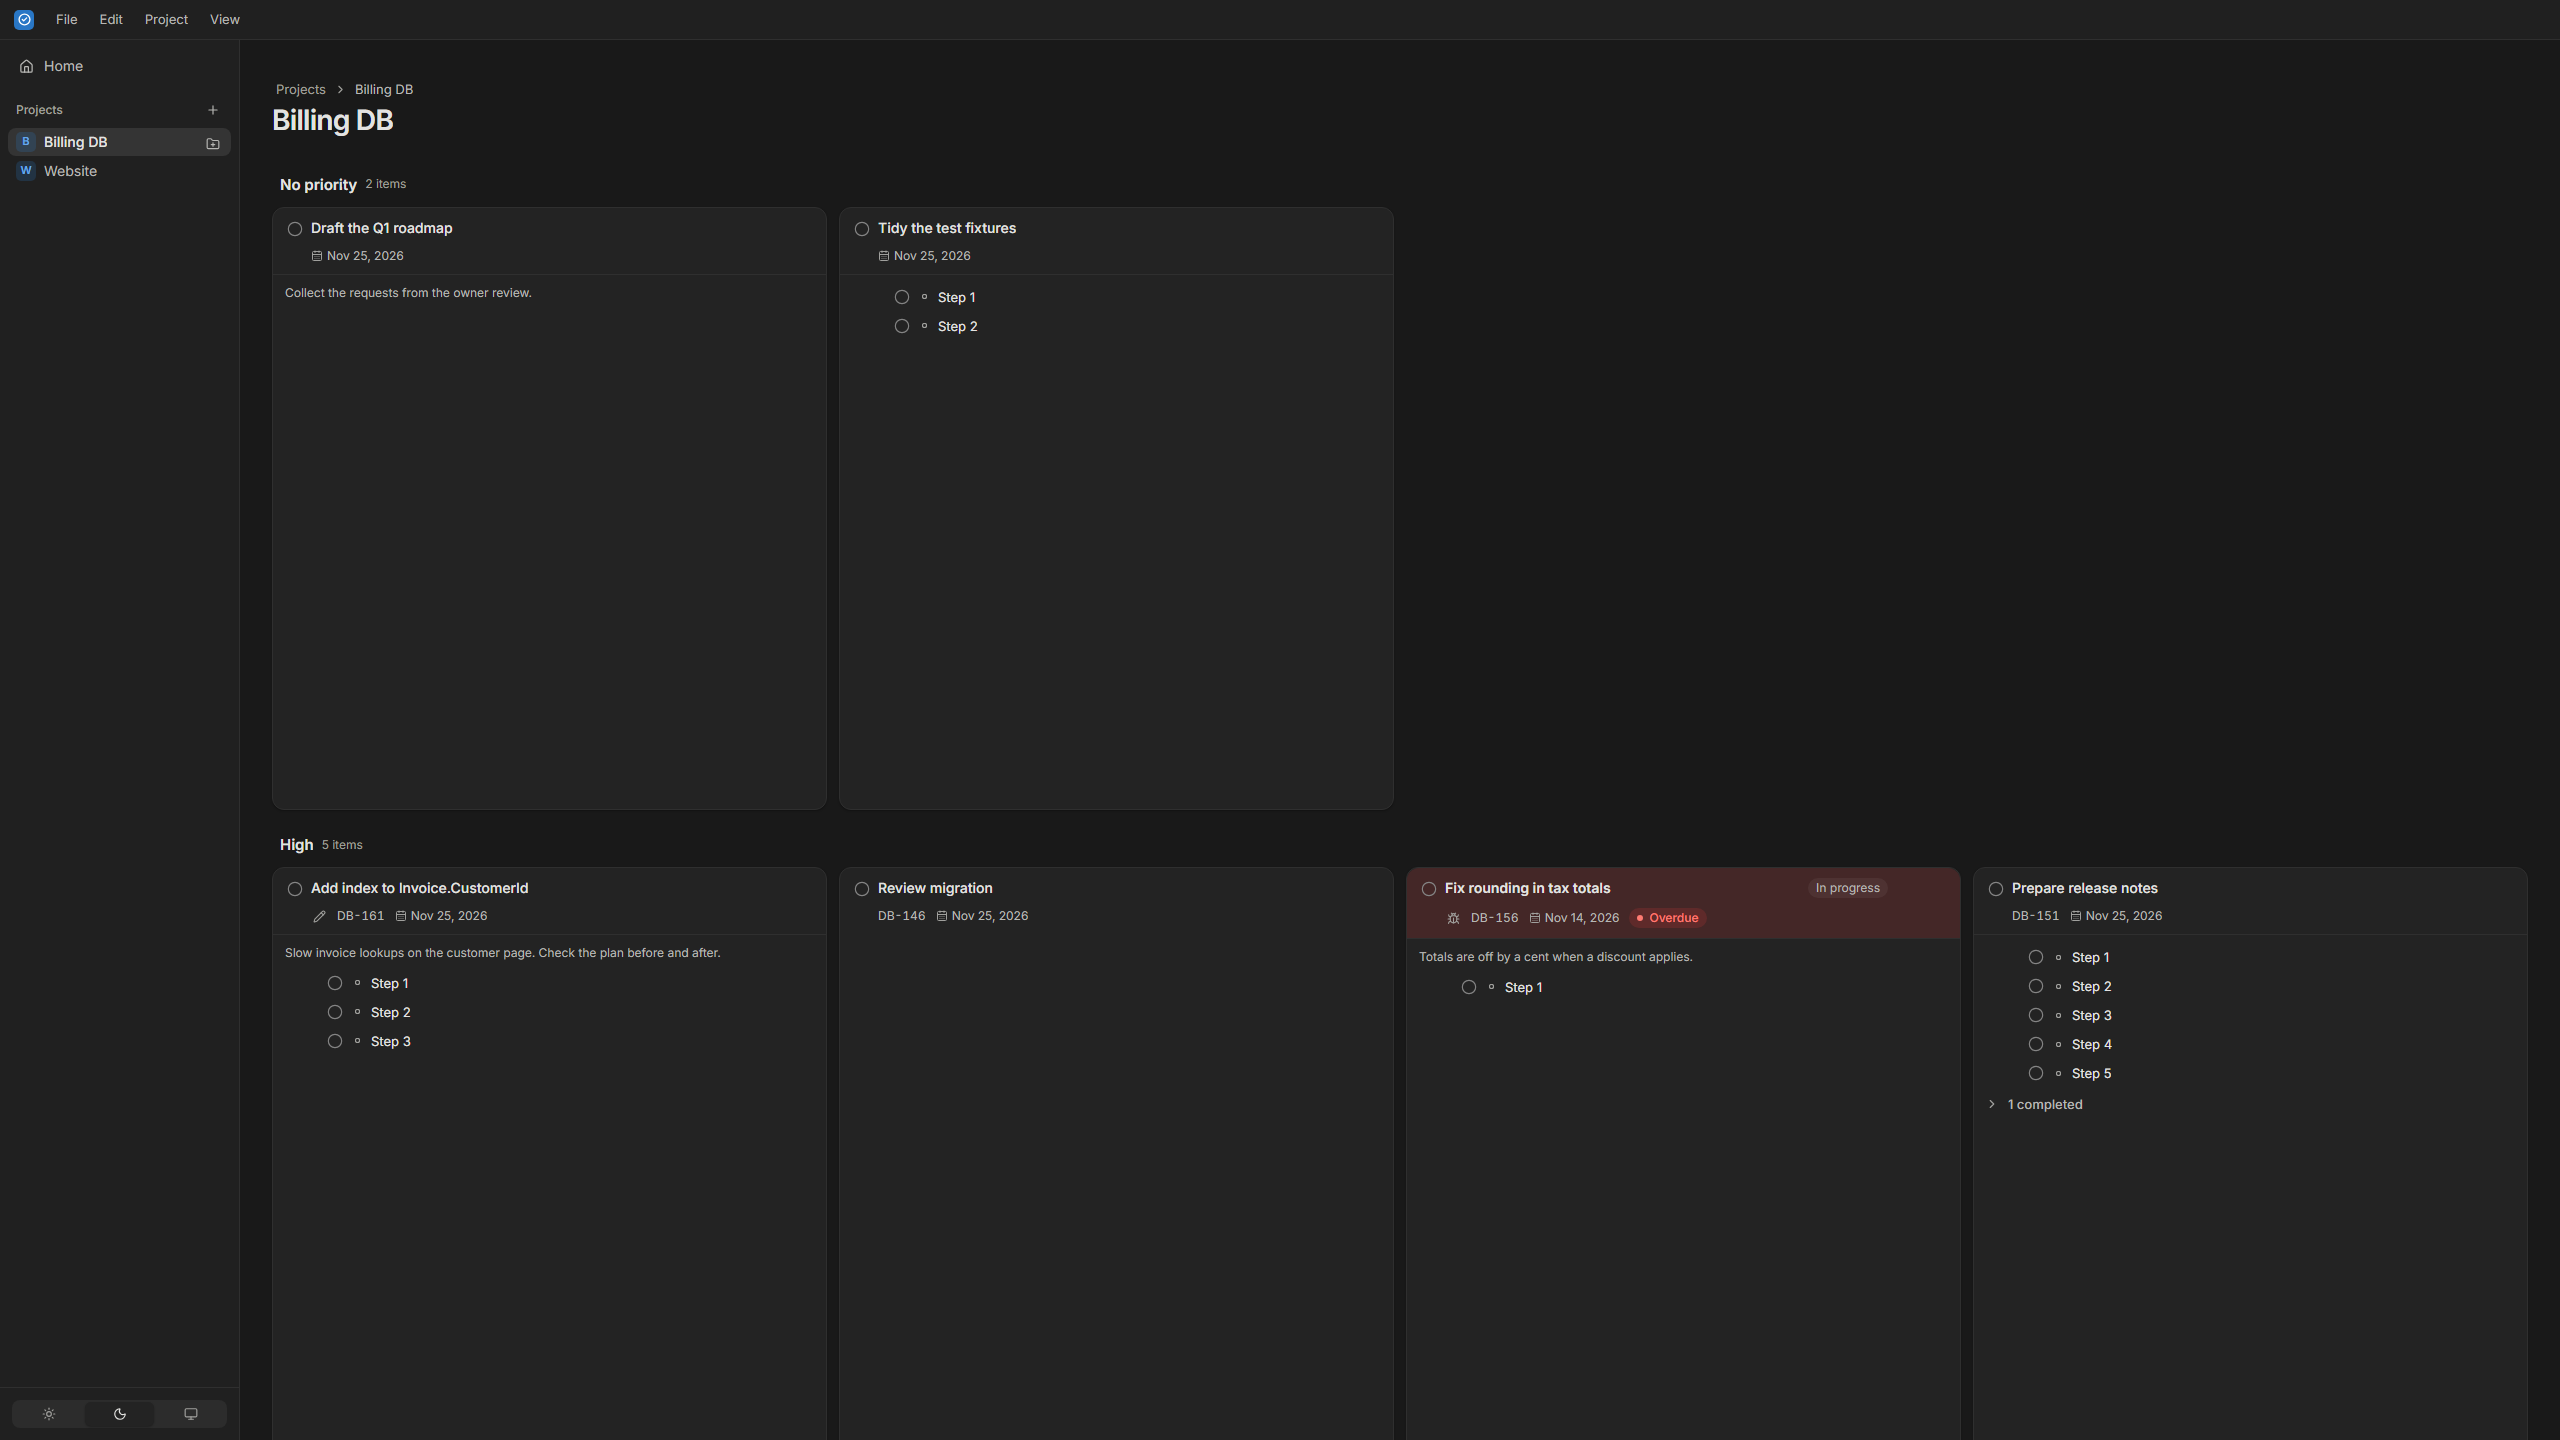 File Edit Project View
Home
Projects
B Billing DB
W Website
Projects > Billing DB
Billing DB
No priority 2 items
Draft the Q1 roadmap
Nov 25, 2026
Collect the requests from the owner review.
Tidy the test fixtures
Nov 25, 2026
Step 1
Step 2
High 5 items
Add index to Invoice.CustomerId
DB-161 Nov 25, 2026
Slow invoice lookups on the customer page. Check the plan before and after.
Step 1
Step 2
Step 3
Review migration
DB-146 Nov 25, 2026
Fix rounding in tax totals In progress
DB-156 Nov 14, 2026 Overdue
Totals are off by a cent when a discount applies.
Step 1
Prepare release notes
DB-151 Nov 25, 2026
Step 1
Step 2
Step 3
Step 4
Step 5
1 completed